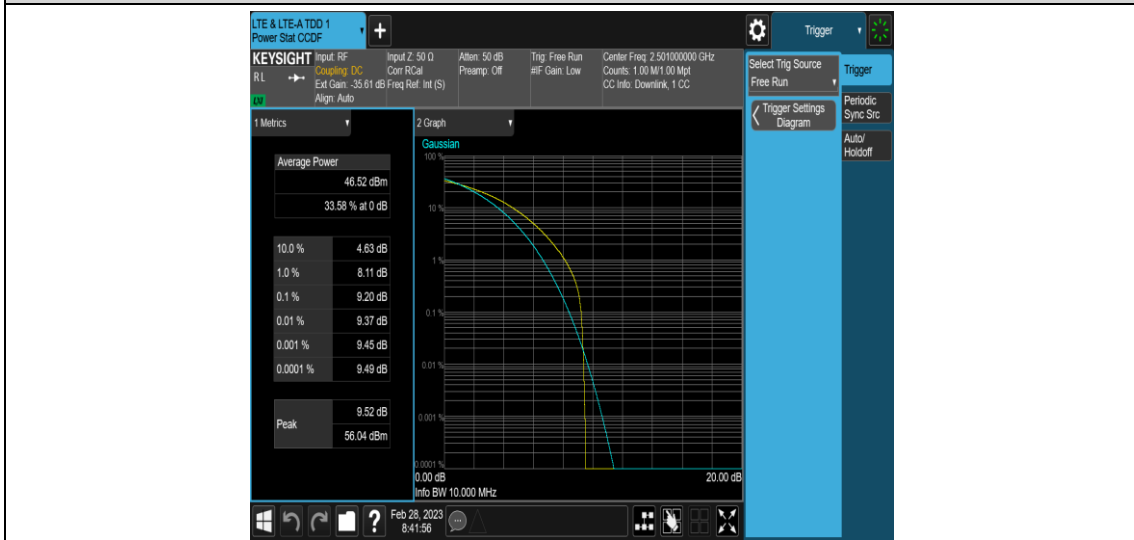 LTE & LTE-A TDD 1
Power Stat CCDF
+
Trigger
KEYSIGHT
RL
LXI
Input: RF
Coupling: DC
Ext Gain: -35.61 dB
Align: Auto
Input Z: 50 Ω
Corr RCal
Freq Ref: Int (S)
Atten: 50 dB
Preamp: Off
Trig: Free Run
#IF Gain: Low
Center Freq: 2.501000000 GHz
Counts: 1.00 M/1.00 Mpt
CC Info: Downlink, 1 CC
Select Trig Source
Free Run
Trigger Settings
Diagram
Trigger
Periodic
Sync Src
Auto/
Holdoff
1 Metrics
Average Power
46.52 dBm
33.58 % at 0 dB
10.0 % 4.63 dB
1.0 % 8.11 dB
0.1 % 9.20 dB
0.01 % 9.37 dB
0.001 % 9.45 dB
0.0001 % 9.49 dB
Peak
9.52 dB
56.04 dBm
2 Graph
Gaussian
100 %
10 %
1 %
0.1 %
0.01 %
0.001 %
0.0001 %
0.00 dB 20.00 dB
Info BW 10.000 MHz
?
Feb 28, 2023
8:41:56